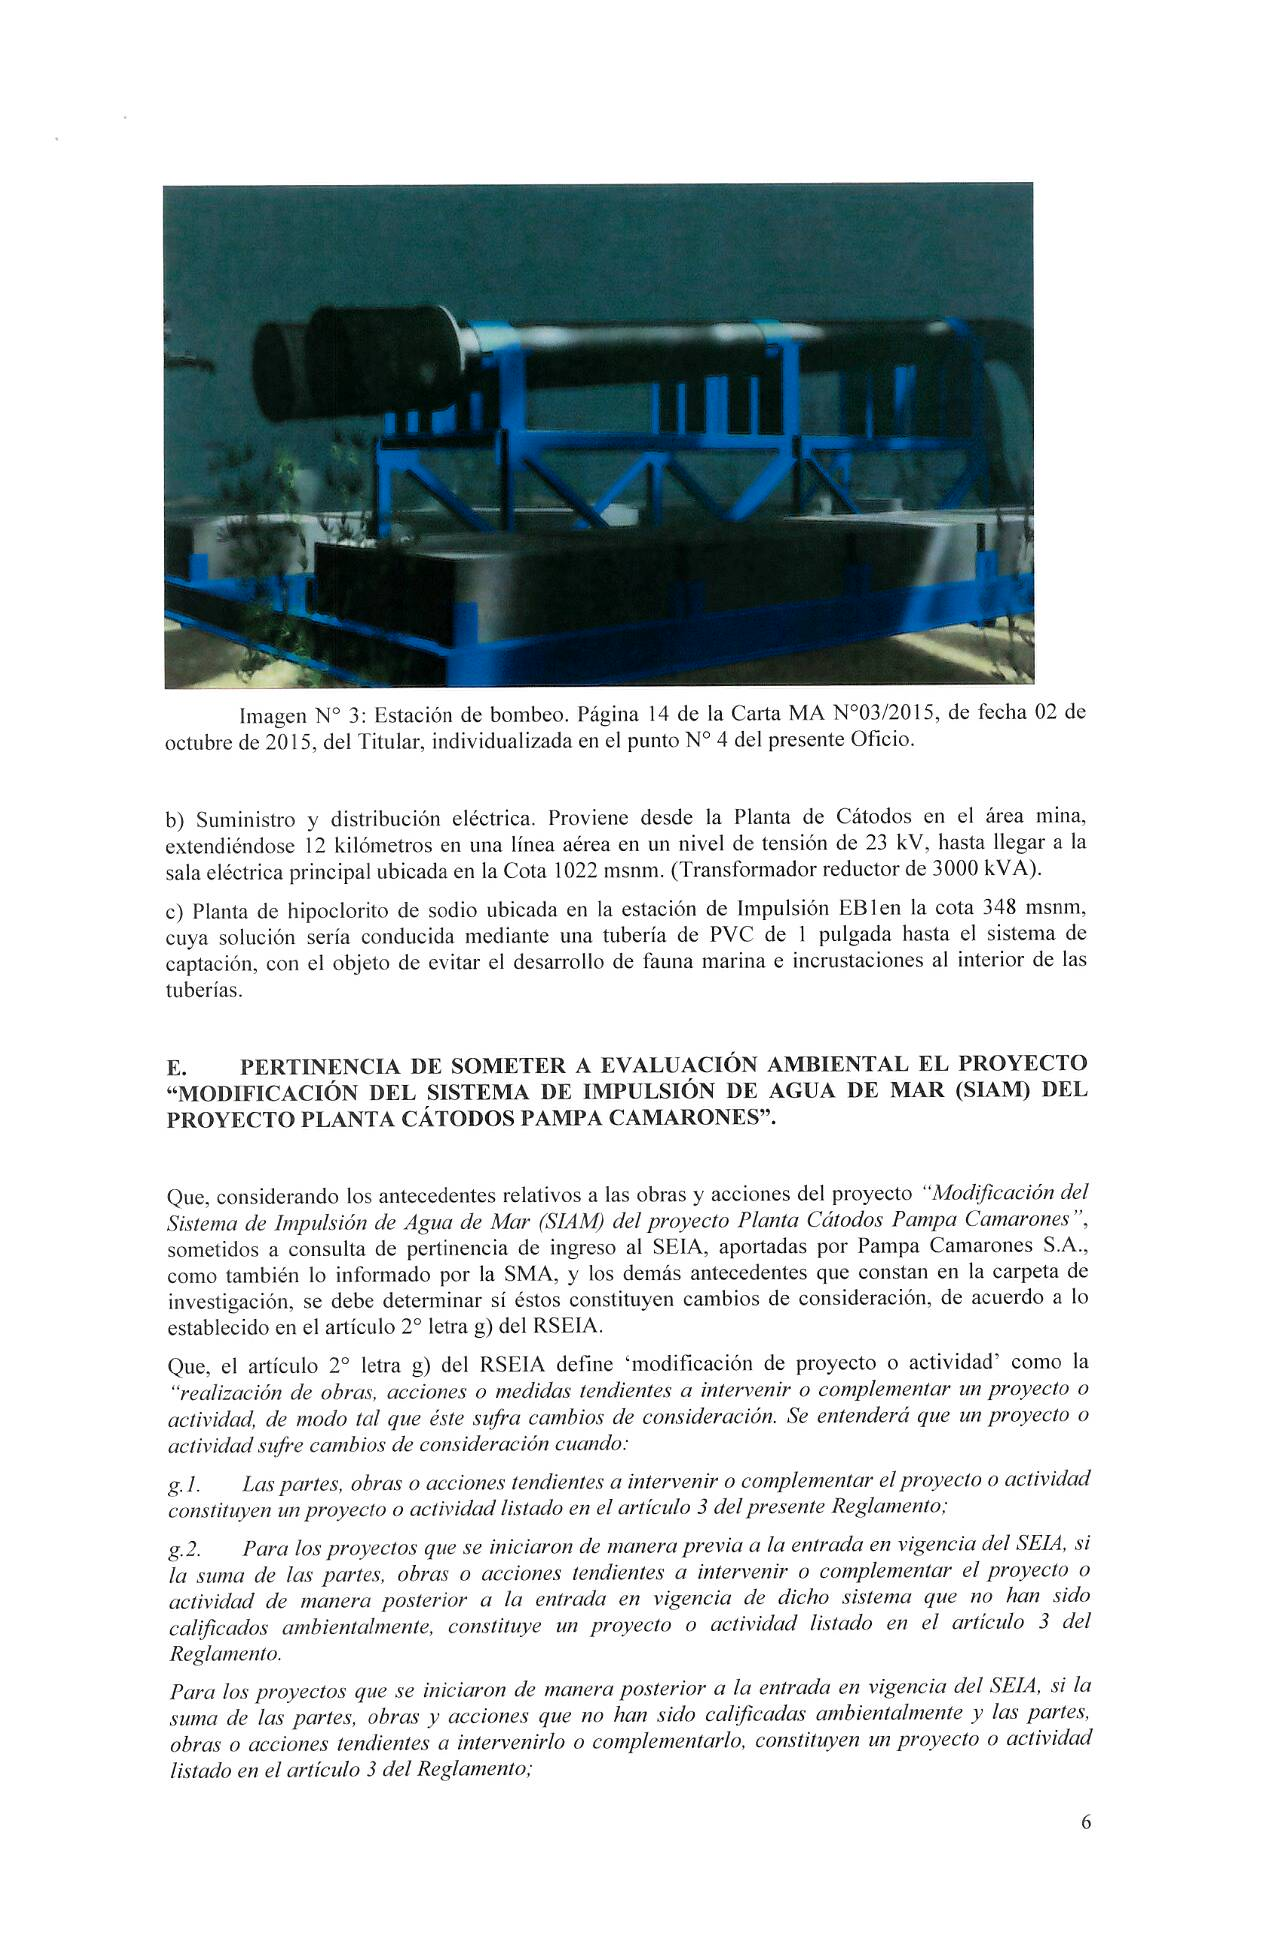 Imagen N° 3: Estación de bombeo. Página 14 de la Carta MA N°03/2015, de fecha 02 de
octubre de 2015, del Titular, individualizada en el punto N° 4 del presente Oficio.
b) Suministro y distribución eléctrica. Proviene desde la Planta de Cátodos en el área mina,
extendiéndose 12 kilómetros en una línea aérea en un nivel de tensión de 23 kV, hasta llegar a la
sala eléctrica principal ubicada en la Cota 1022 msnm. (Transformador reductor de 3000 kVA).
c) Planta de hipoclorito de sodio ubicada en la estación de Impulsión EB1en la cota 348 msnm,
cuya solución sería conducida mediante una tubería de PVC de 1 pulgada hasta el sistema de
captación, con el objeto de evitar el desarrollo de fauna marina e incrustaciones al interior de las
tuberías.
E. PERTINENCIA DE SOMETER A EVALUACIÓN AMBIENTAL EL PROYECTO
“MODIFICACIÓN DEL SISTEMA DE IMPULSIÓN DE AGUA DE MAR (SIAM) DEL
PROYECTO PLANTA CÁTODOS PAMPA CAMARONES”.
Que, considerando los antecedentes relativos a las obras y acciones del proyecto “Modificación del
Sistema de Impulsión de Agua de Mar (SIAM) del proyecto Planta Cátodos Pampa Camarones”,
sometidos a consulta de pertinencia de ingreso al SEIA, aportadas por Pampa Camarones S.A.,
como también lo informado por la SMA, y los demás antecedentes que constan en la carpeta de
investigación, se debe determinar sí éstos constituyen cambios de consideración, de acuerdo a lo
establecido en el artículo 2° letra g) del RSEIA.
Que, el artículo 2° letra g) del RSEIA define ‘modificación de proyecto o actividad’ como la
“realización de obras, acciones o medidas tendientes a intervenir o complementar un proyecto o
actividad, de modo tal que éste sufra cambios de consideración. Se entenderá que un proyecto o
actividad sufre cambios de consideración cuando:
g.1. Las partes, obras o acciones tendientes a intervenir o complementar el proyecto o actividad
constituyen un proyecto o actividad listado en el artículo 3 del presente Reglamento;
g.2. Para los proyectos que se iniciaron de manera previa a la entrada en vigencia del SEIA, si
la suma de las partes, obras o acciones tendientes a intervenir o complementar el proyecto o
actividad de manera posterior a la entrada en vigencia de dicho sistema que no han sido
calificados ambientalmente, constituye un proyecto o actividad listado en el artículo 3 del
Reglamento.
Para los proyectos que se iniciaron de manera posterior a la entrada en vigencia del SEIA, si la
suma de las partes, obras y acciones que no han sido calificadas ambientalmente y las partes,
obras o acciones tendientes a intervenirlo o complementarlo, constituyen un proyecto o actividad
listado en el artículo 3 del Reglamento;
6